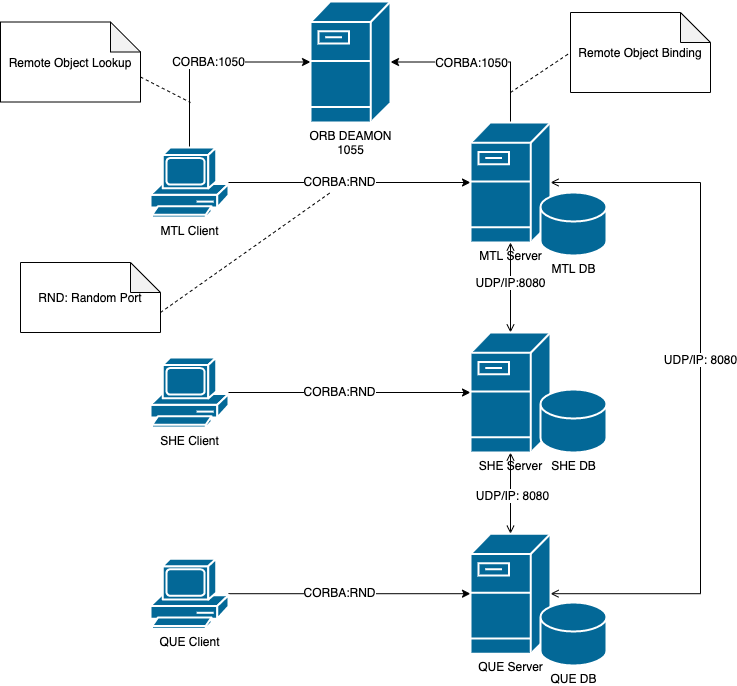 Remote Object Lookup
CORBA:1050
CORBA:1050
Remote Object Binding
ORB DEAMON
1055
CORBA:RND
MTL Client
MTL Server
MTL DB
UDP/IP:8080
RND: Random Port
UDP/IP: 8080
CORBA:RND
SHE Client
SHE Server
SHE DB
UDP/IP: 8080
CORBA:RND
QUE Client
QUE Server
QUE DB